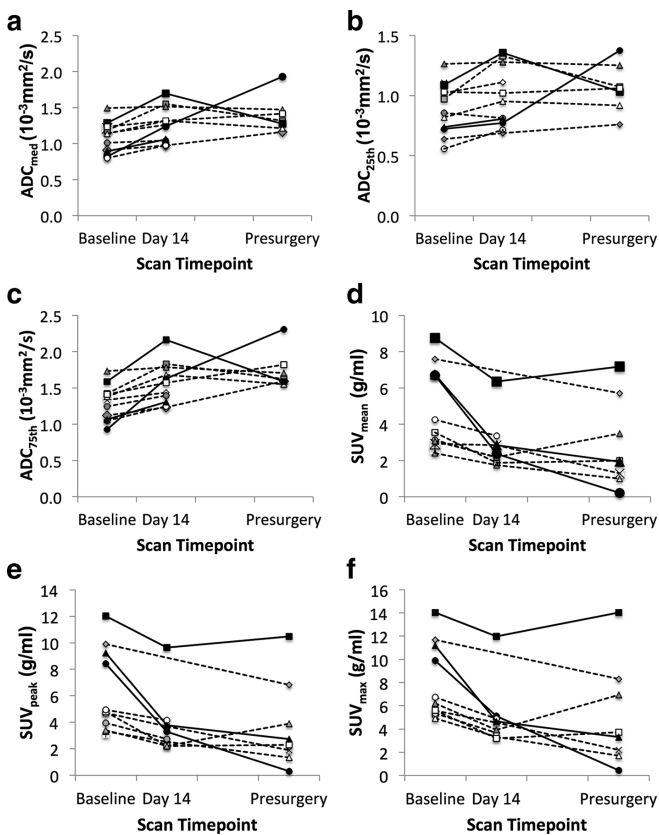 a
ADCmed (10-3mm2/s)
2.5
2.0
1.5
1.0
0.5
0.0
Baseline Day 14 Presurgery
Scan Timepoint
b
ADC25th (10-3mm2/s)
1.5
1.0
0.5
0.0
Baseline Day 14 Presurgery
Scan Timepoint
c
ADC75th (10-3mm2/s)
2.5
2.0
1.5
1.0
0.5
0.0
Baseline Day 14 Presurgery
Scan Timepoint
d
SUVmean (g/ml)
10
8
6
4
2
0
Baseline Day 14 Presurgery
Scan Timepoint
e
SUVpeak (g/ml)
14
12
10
8
6
4
2
0
Baseline Day 14 Presurgery
Scan Timepoint
f
SUVmax (g/ml)
16
14
12
10
8
6
4
2
0
Baseline Day 14 Presurgery
Scan Timepoint